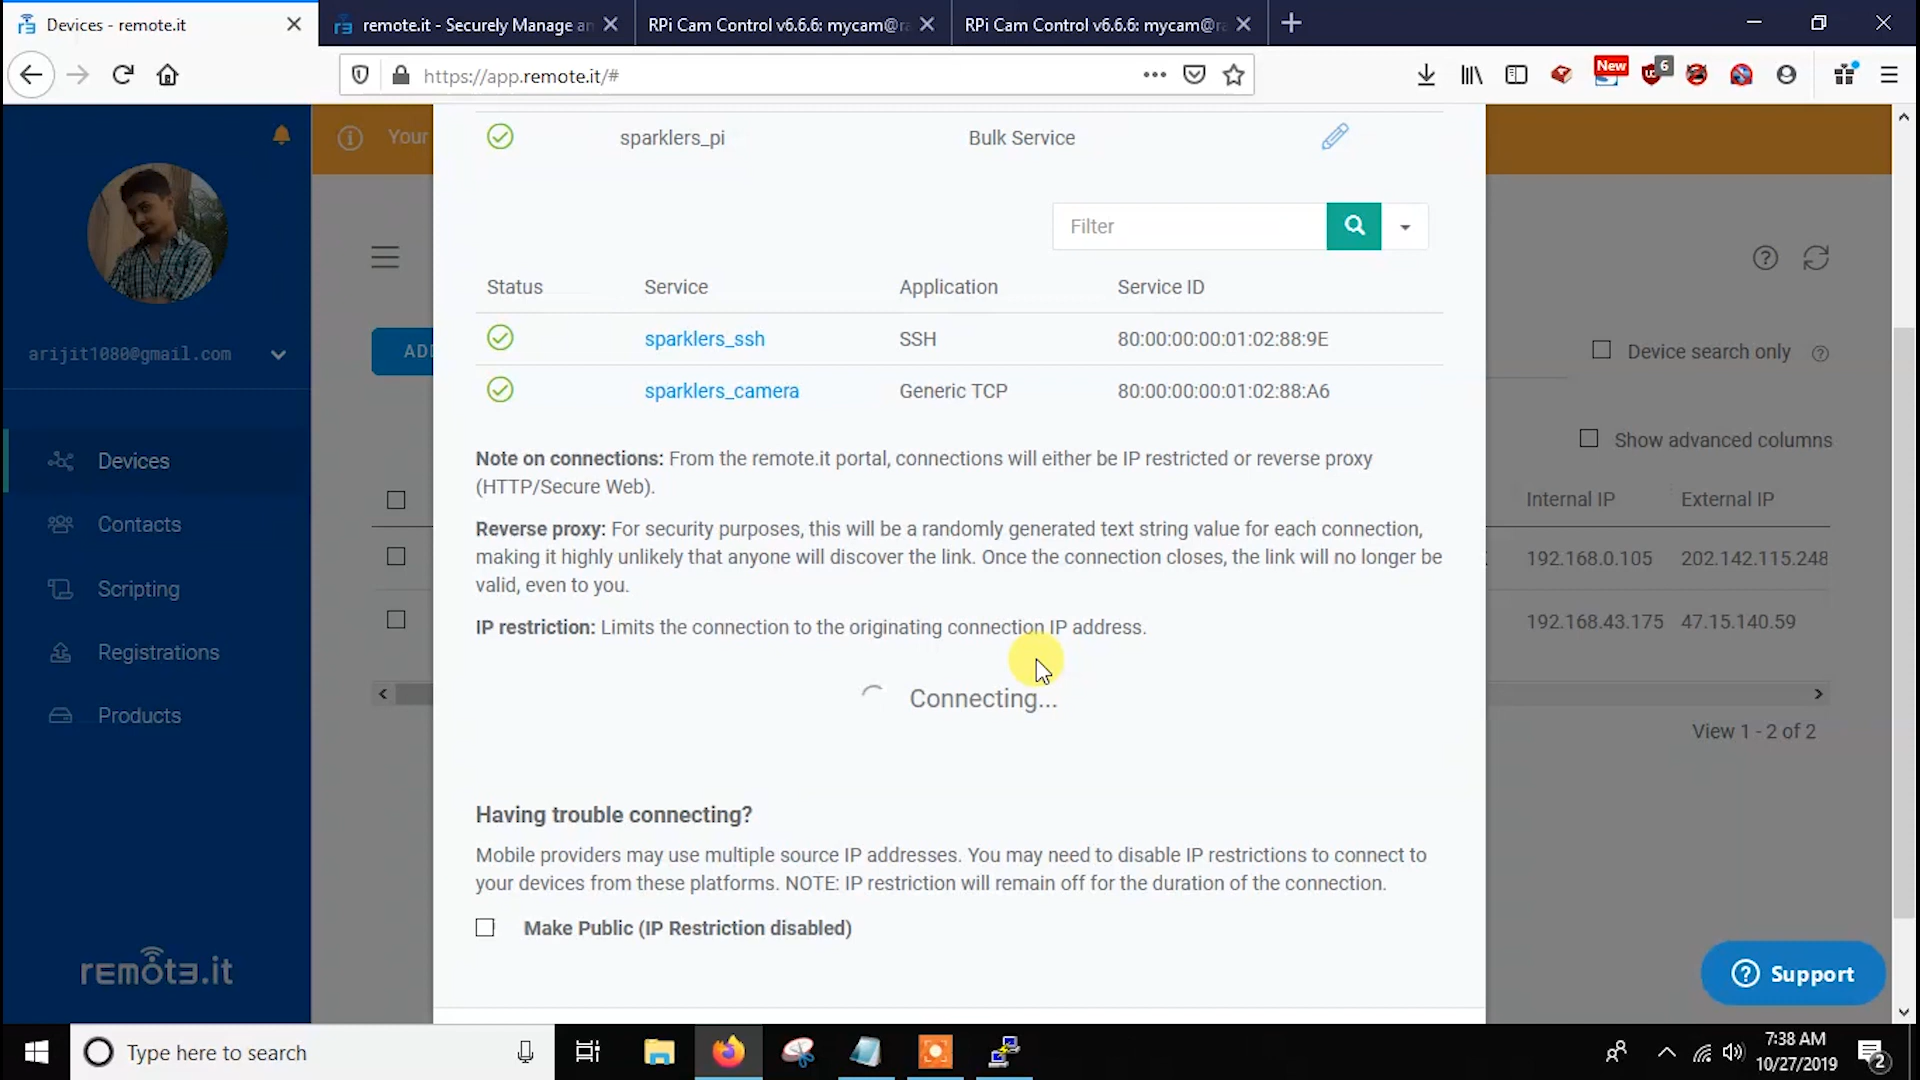 Devices - remote.it
remote.it - Securely Manage an
RPi Cam Control v6.6.6: mycam@ra
RPi Cam Control v6.6.6: mycam@ra
https://app.remote.it/#
New
6
Your
sparklers_pi
Bulk Service
Filter
arijit1080@gmail.com
ADD
Device search only
Status
Service
Application
Service ID
sparklers_ssh
SSH
80:00:00:00:01:02:88:9E
sparklers_camera
Generic TCP
80:00:00:00:01:02:88:A6
Show advanced columns
Devices
Contacts
Scripting
Registrations
Products
Note on connections: From the remote.it portal, connections will either be IP restricted or reverse proxy
(HTTP/Secure Web).
Reverse proxy: For security purposes, this will be a randomly generated text string value for each connection,
making it highly unlikely that anyone will discover the link. Once the connection closes, the link will no longer be
valid, even to you.
IP restriction: Limits the connection to the originating connection IP address.
Internal IP
External IP
192.168.0.105
202.142.115.248
192.168.43.175
47.15.140.59
Connecting...
View 1 - 2 of 2
Having trouble connecting?
Mobile providers may use multiple source IP addresses. You may need to disable IP restrictions to connect to
your devices from these platforms. NOTE: IP restriction will remain off for the duration of the connection.
Make Public (IP Restriction disabled)
remot3.it
Support
Type here to search
7:38 AM
10/27/2019
2